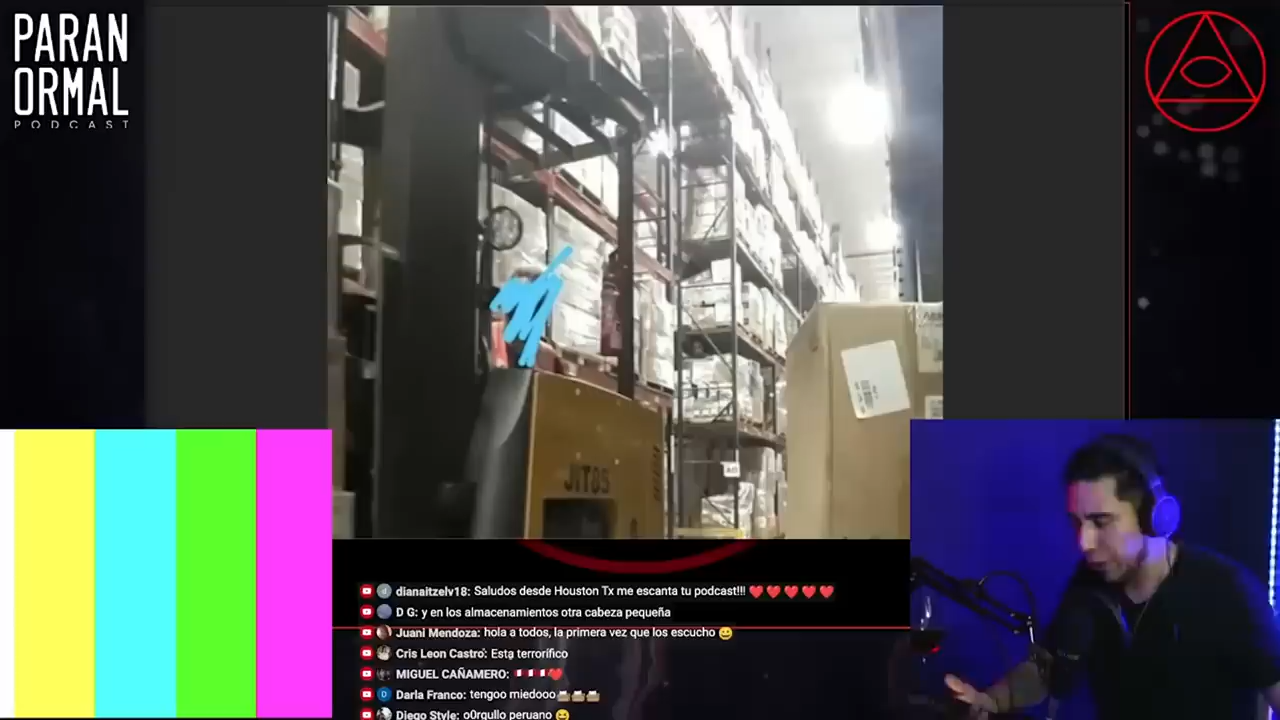 PARAN
ORMAL
PODCAST
JIT8S
dianaitzelv18: Saludos desde Houston Tx me escanta tu podcast!!! ❤️❤️❤️❤️❤️
D G: y en los almacenamientos otra cabeza pequeña
Juani Mendoza: hola a todos, la primera vez que los escucho 😄
Cris Leon Castro: Esta terrorífico
MIGUEL CAÑAMERO: 🇵🇪🇵🇪🇵🇪❤️
Darla Franco: tengoo miedooo
Diego Style: o0rgullo peruano 😄